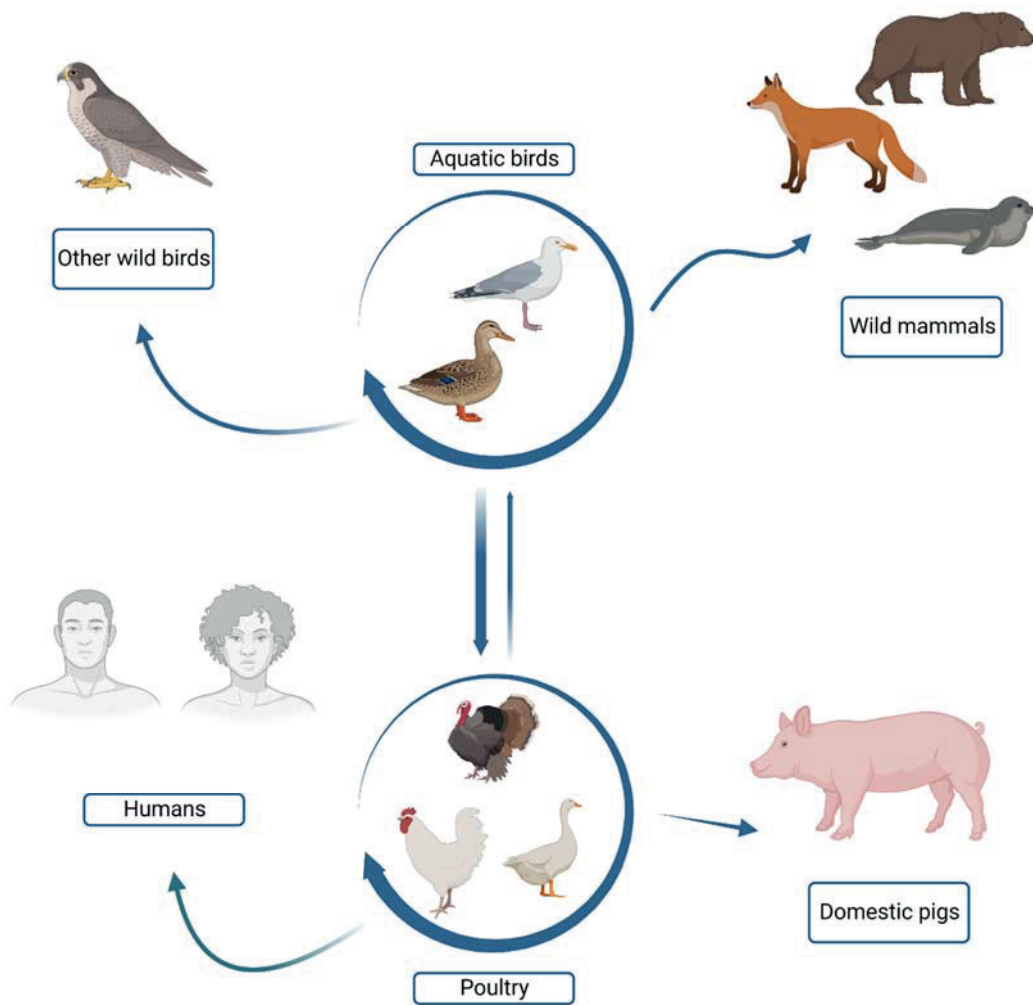 Aquatic birds
Other wild birds
Wild mammals
Humans
Domestic pigs
Poultry